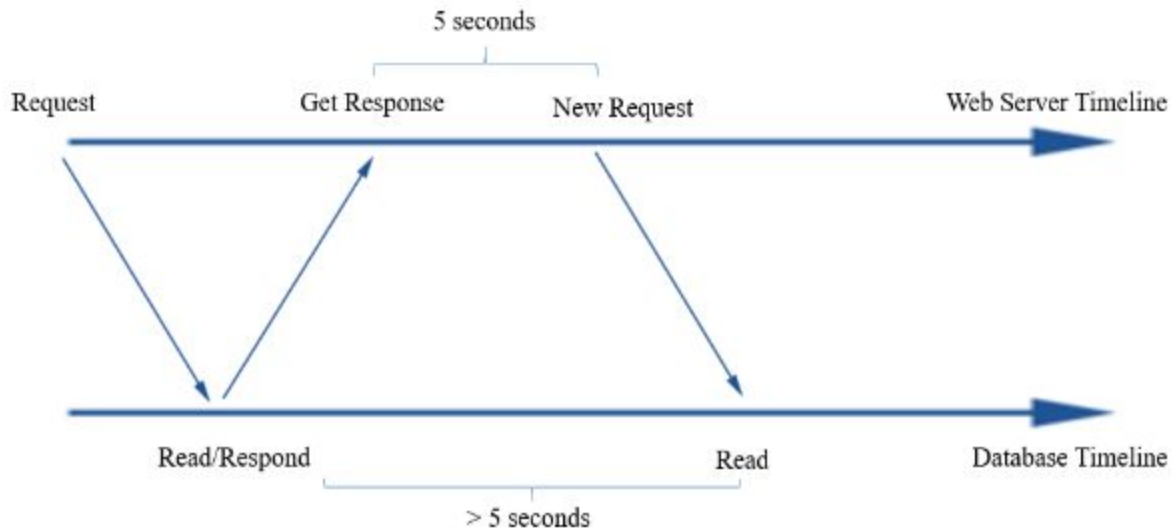 5 seconds
Request
Get Response
New Request
Web Server Timeline
Read/Respond
Read
Database Timeline
> 5 seconds